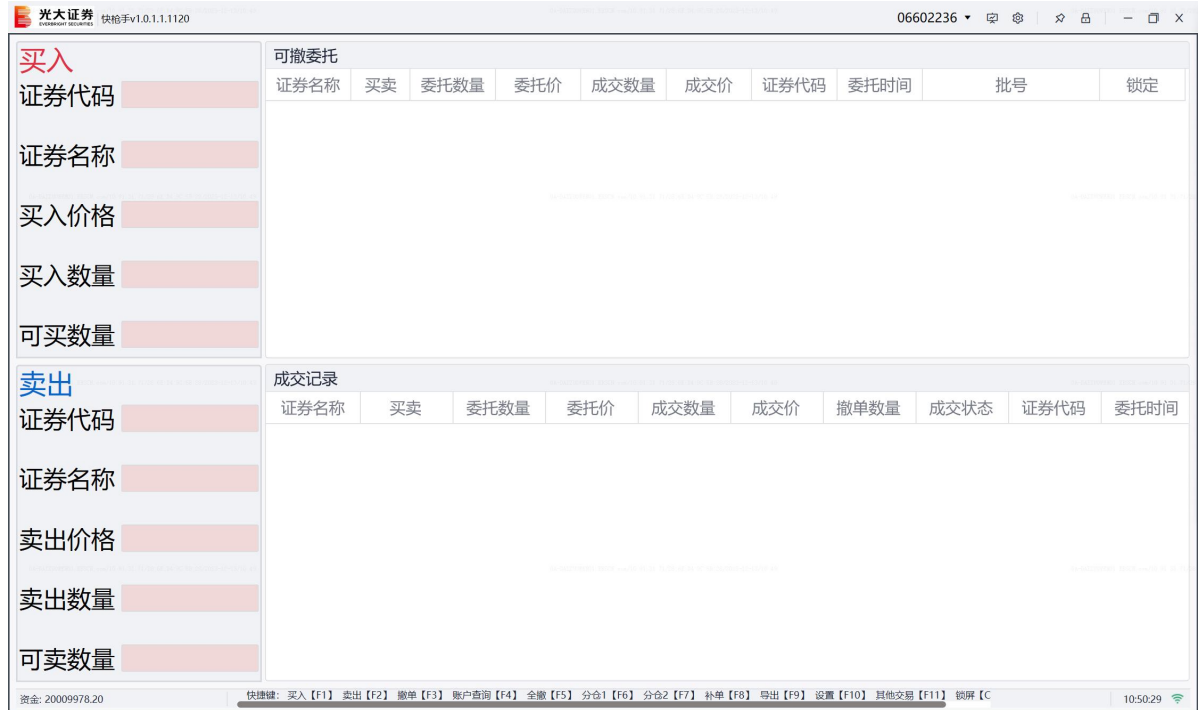 光大证券 EVERBRIGHT SECURITIES 快枪手v1.0.1.1.1120 06602236
买入
证券代码
证券名称
买入价格
买入数量
可买数量
可撤委托
证券名称 买卖 委托数量 委托价 成交数量 成交价 证券代码 委托时间 批号 锁定
卖出
证券代码
证券名称
卖出价格
卖出数量
可卖数量
成交记录
证券名称 买卖 委托数量 委托价 成交数量 成交价 撤单数量 成交状态 证券代码 委托时间
资金: 20009978.20 快捷键: 买入【F1】 卖出【F2】 撤单【F3】 账户查询【F4】 全撤【F5】 分仓1【F6】 分仓2【F7】 补单【F8】 导出【F9】 设置【F10】 其他交易【F11】 锁屏【C 10:50:29